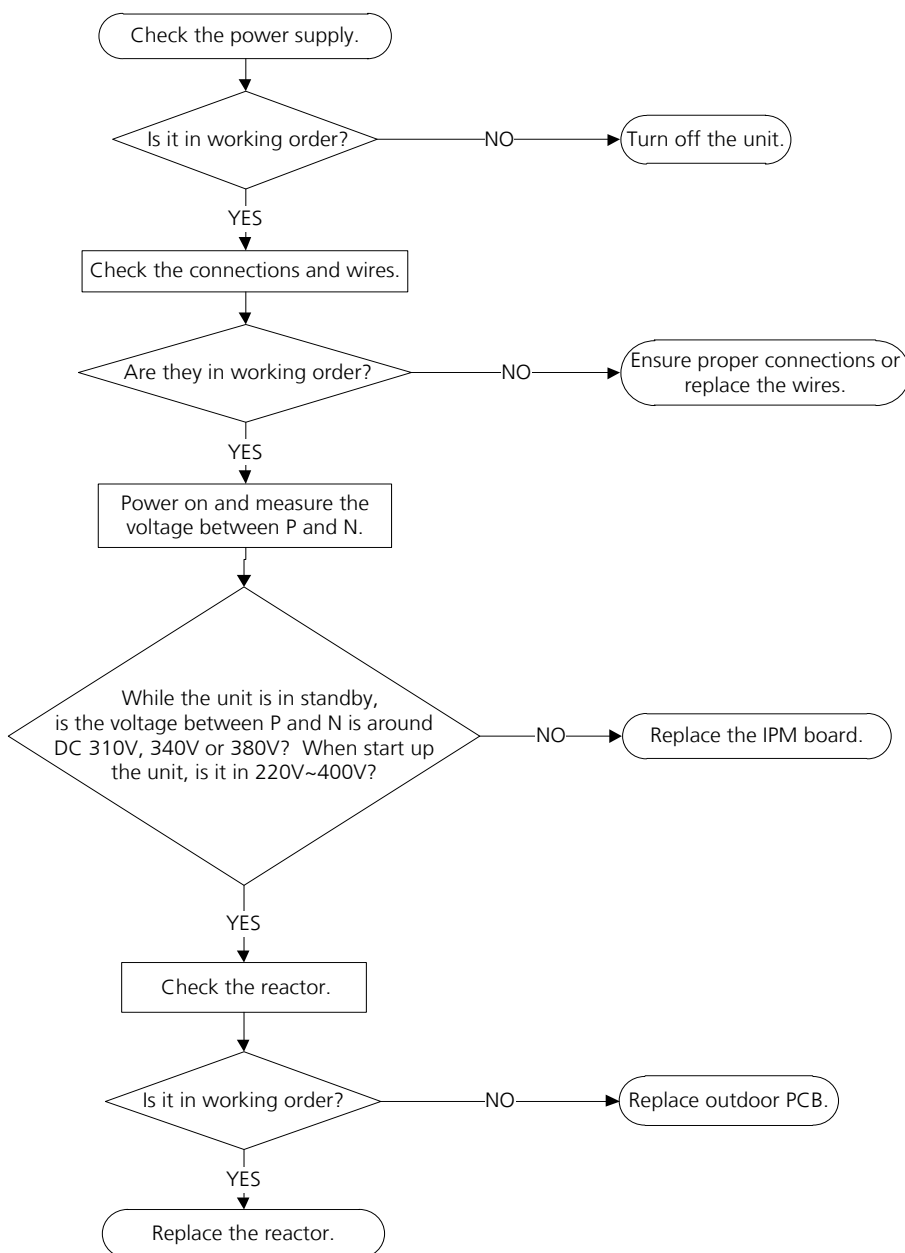 Check the power supply.
Is it in working order?
NO
Turn off the unit.
YES
Check the connections and wires.
Are they in working order?
NO
Ensure proper connections or
replace the wires.
YES
Power on and measure the
voltage between P and N.
While the unit is in standby,
is the voltage between P and N is around
DC 310V, 340V or 380V? When start up
the unit, is it in 220V~400V?
NO
Replace the IPM board.
YES
Check the reactor.
Is it in working order?
NO
Replace outdoor PCB.
YES
Replace the reactor.